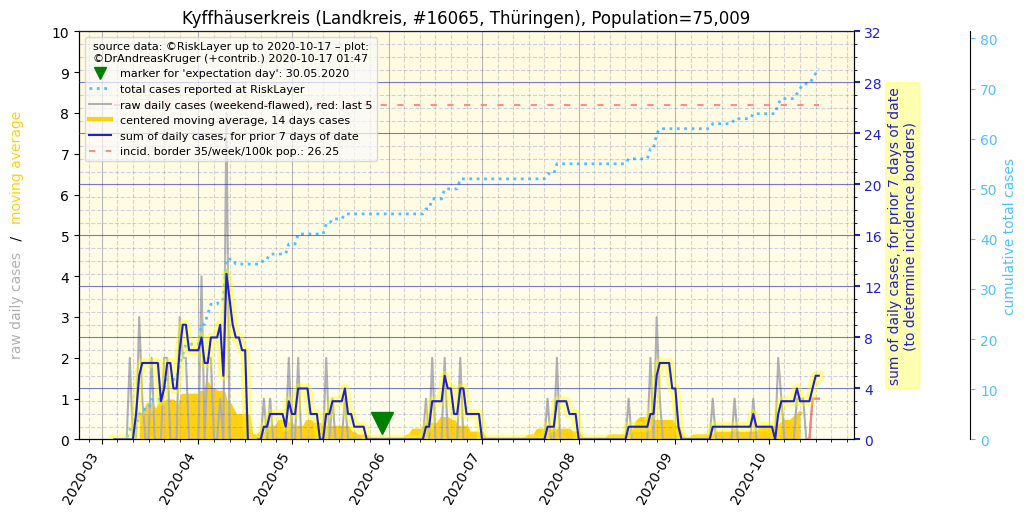 Kyffhäuserkreis (Landkreis, #16065, Thüringen), Population=75,009
source data: ©RiskLayer up to 2020-10-17 – plot:
©DrAndreasKruger (+contrib.) 2020-10-17 01:47
marker for 'expectation day': 30.05.2020
total cases reported at RiskLayer
raw daily cases (weekend-flawed), red: last 5
centered moving average, 14 days cases
sum of daily cases, for prior 7 days of date
incid. border 35/week/100k pop.: 26.25
raw daily cases / moving average
10
9
8
7
6
5
4
3
2
1
0
2020-03
2020-04
2020-05
2020-06
2020-07
2020-08
2020-09
2020-10
32
28
24
20
16
12
8
4
0
sum of daily cases, for prior 7 days of date
(to determine incidence borders)
80
70
60
50
40
30
20
10
0
cumulative total cases